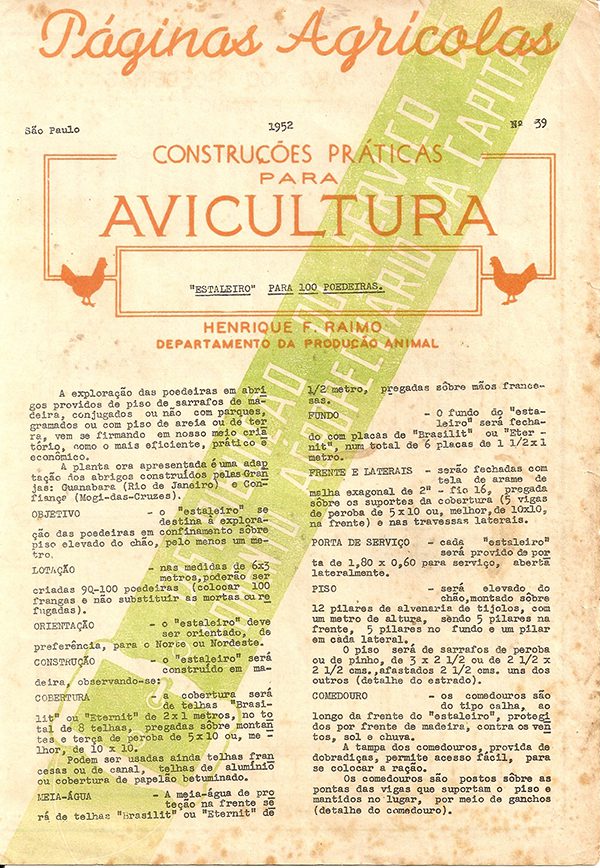 Páginas Agrícolas
São Paulo 1952 Nº 39
CONSTRUÇÕES PRÁTICAS
PARA
AVICULTURA
"ESTALEIRO" PARA 100 POEDEIRAS.
HENRIQUE F. RAIMO
DEPARTAMENTO DA PRODUÇÃO ANIMAL
A exploração das poedeiras em abri
gos providos de piso de sarrafos de ma-
deira, conjugados ou não com parques,
gramados ou com piso de areia ou de ter
ra, vem se firmando em nosso meio cria
tório, como o mais eficiente, prático e
econômico.
A planta ora apresentada é uma adap
tação dos abrigos construídos pelas Gran
jas: Guanabara (Rio de Janeiro) e Con-
fiança (Mogi-das-Cruzes).
OBJETIVO - o "estaleiro" se
destina à explora-
ção das poedeiras em confinamento sôbre
piso elevado do chão, pelo menos um me-
tro.
LOTAÇÃO - nas medidas de 6x3
metros, poderão ser
criadas 90-100 poedeiras (colocar 100
frangas e não substituir as mortas ou re
fugadas).
ORIENTAÇÃO - o "estaleiro" deve
ser orientado, de
preferência, para o Norte ou Nordeste.
CONSTRUÇÃO - o "estaleiro" será
construído em ma-
deira, observando-se:
COBERTURA - a cobertura será
de telhas "Brasi-
lit" ou "Eternit" de 2x1 metros, no to
tal de 8 telhas, pregadas sôbre montan
tes e terça de peroba de 5x10 ou, me -
lhor, de 10 x 10.
Podem ser usadas ainda telhas fran
cesas ou de canal, telhas de alumínio
ou cobertura de papelão betuminado.
MEIA-ÁGUA - A meia-água de pro
teção na frente se
rá de telhas "Brasilit" ou "Eternit" de
1/2 metro, pregadas sôbre mãos france-
sas.
FUNDO - O fundo do "esta-
leiro" será fecha-
do com placas de "Brasilit" ou "Eter-
nit", num total de 6 placas de 1 1/2x1
metro.
FRENTE E LATERAIS - serão fechadas com
tela de arame de
malha exagonal de 2" - fio 16, pregada
sôbre os suportes da cobertura (5 vigas
de peroba de 5x10 ou, melhor, de 10x10,
na frente) e nas travessas laterais.
PORTA DE SERVIÇO - cada "estaleiro"
será provido de por
ta de 1,80 x 0,60 para serviço, aberta
lateralmente.
PISO - será elevado do
chão, montado sôbre
12 pilares de alvenaria de tijolos, com
um metro de altura, sendo 5 pilares na
frente, 5 pilares no fundo e um pilar
em cada lateral.
O piso será de sarrafos de peroba
ou de pinho, de 3 x 2 1/2 ou de 2 1/2 x
2 1/2 cms., afastados 2 1/2 cms. uns dos
outros (detalhe do estrado).
COMEDOURO - os comedouros são
do tipo calha, ao
longo da frente do "estaleiro", protegi
dos por frente de madeira, contra os ven
tos, sol e chuva.
A tampa dos comedouros, provida de
dobradiças, permite acesso fácil, para
se colocar a ração.
Os comedouros são postos sôbre as
pontas das vigas que suportam o piso e
mantidos no lugar, por meio de ganchos
(detalhe do comedouro).